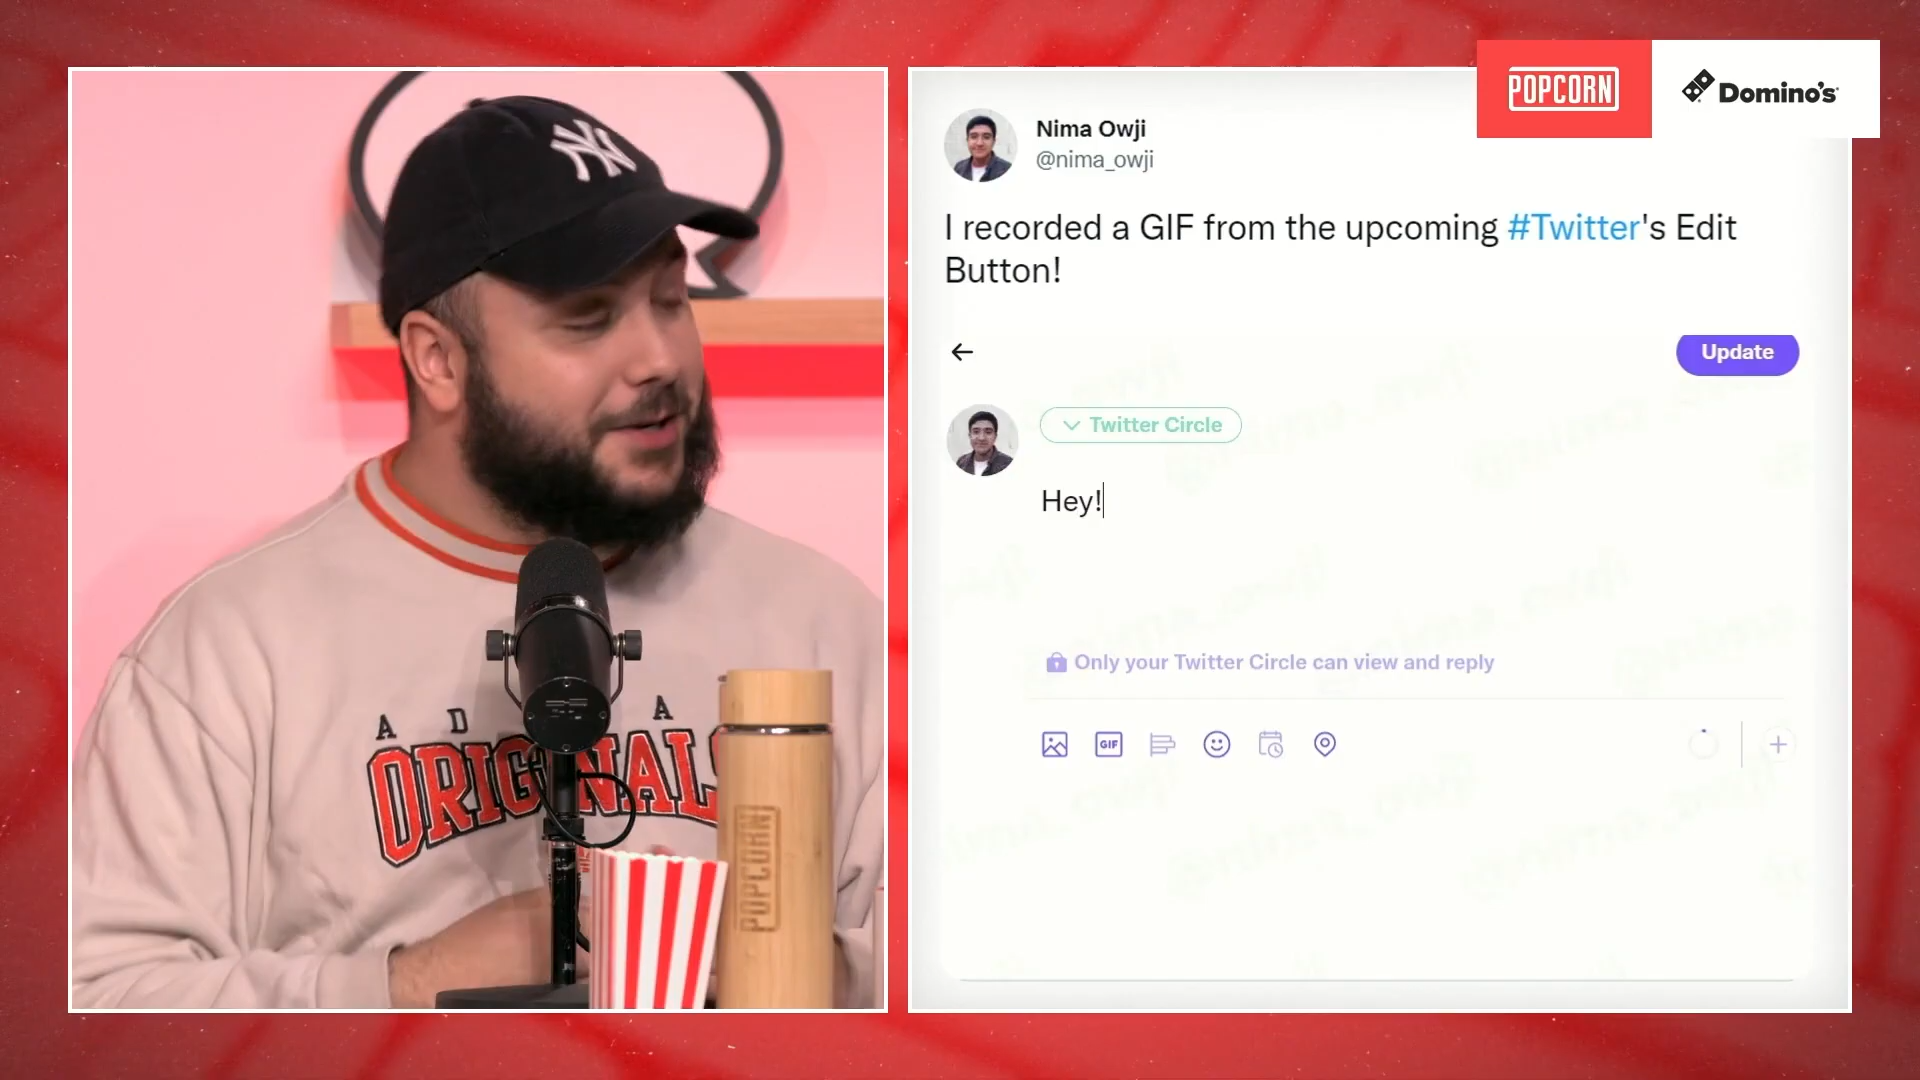 POPCORN
Domino's
NY
A D A
ORIGINALS
POPCORN
Nima Owji
@nima_owji
I recorded a GIF from the upcoming #Twitter's Edit
Button!
Update
Twitter Circle
Hey!
Only your Twitter Circle can view and reply
GIF